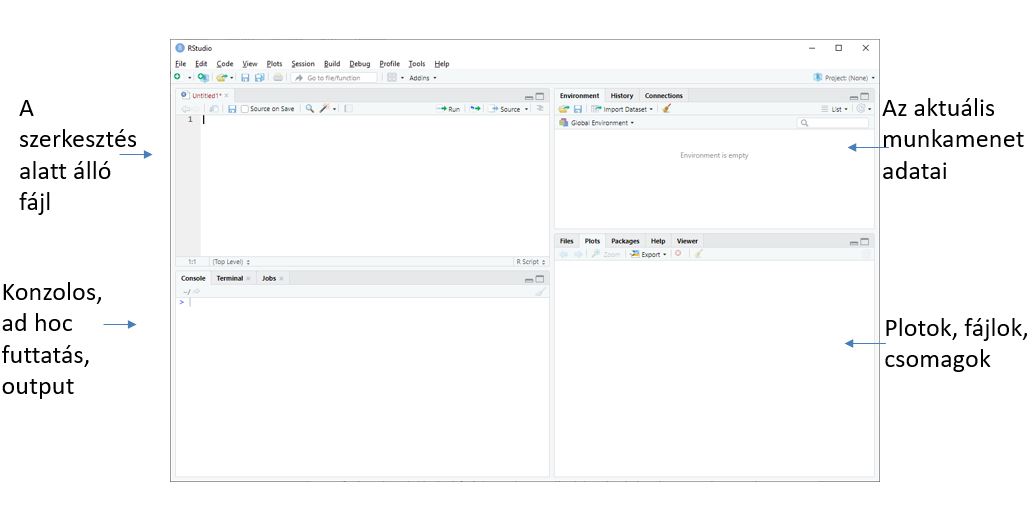 RStudio
File Edit Code View Plots Session Build Debug Profile Tools Help
Go to file/function Addins Project: (None)
A
szerkesztés
alatt álló
fájl
Untitled1*
Source on Save Run Source
1
1:1 (Top Level) R Script
Environment History Connections
Import Dataset List
Global Environment
Environment is empty
Az aktuális
munkamenet
adatai
Konzolos,
ad hoc
futtatás,
output
Console Terminal Jobs
~/
>
Files Plots Packages Help Viewer
Zoom Export
Plotok, fájlok,
csomagok